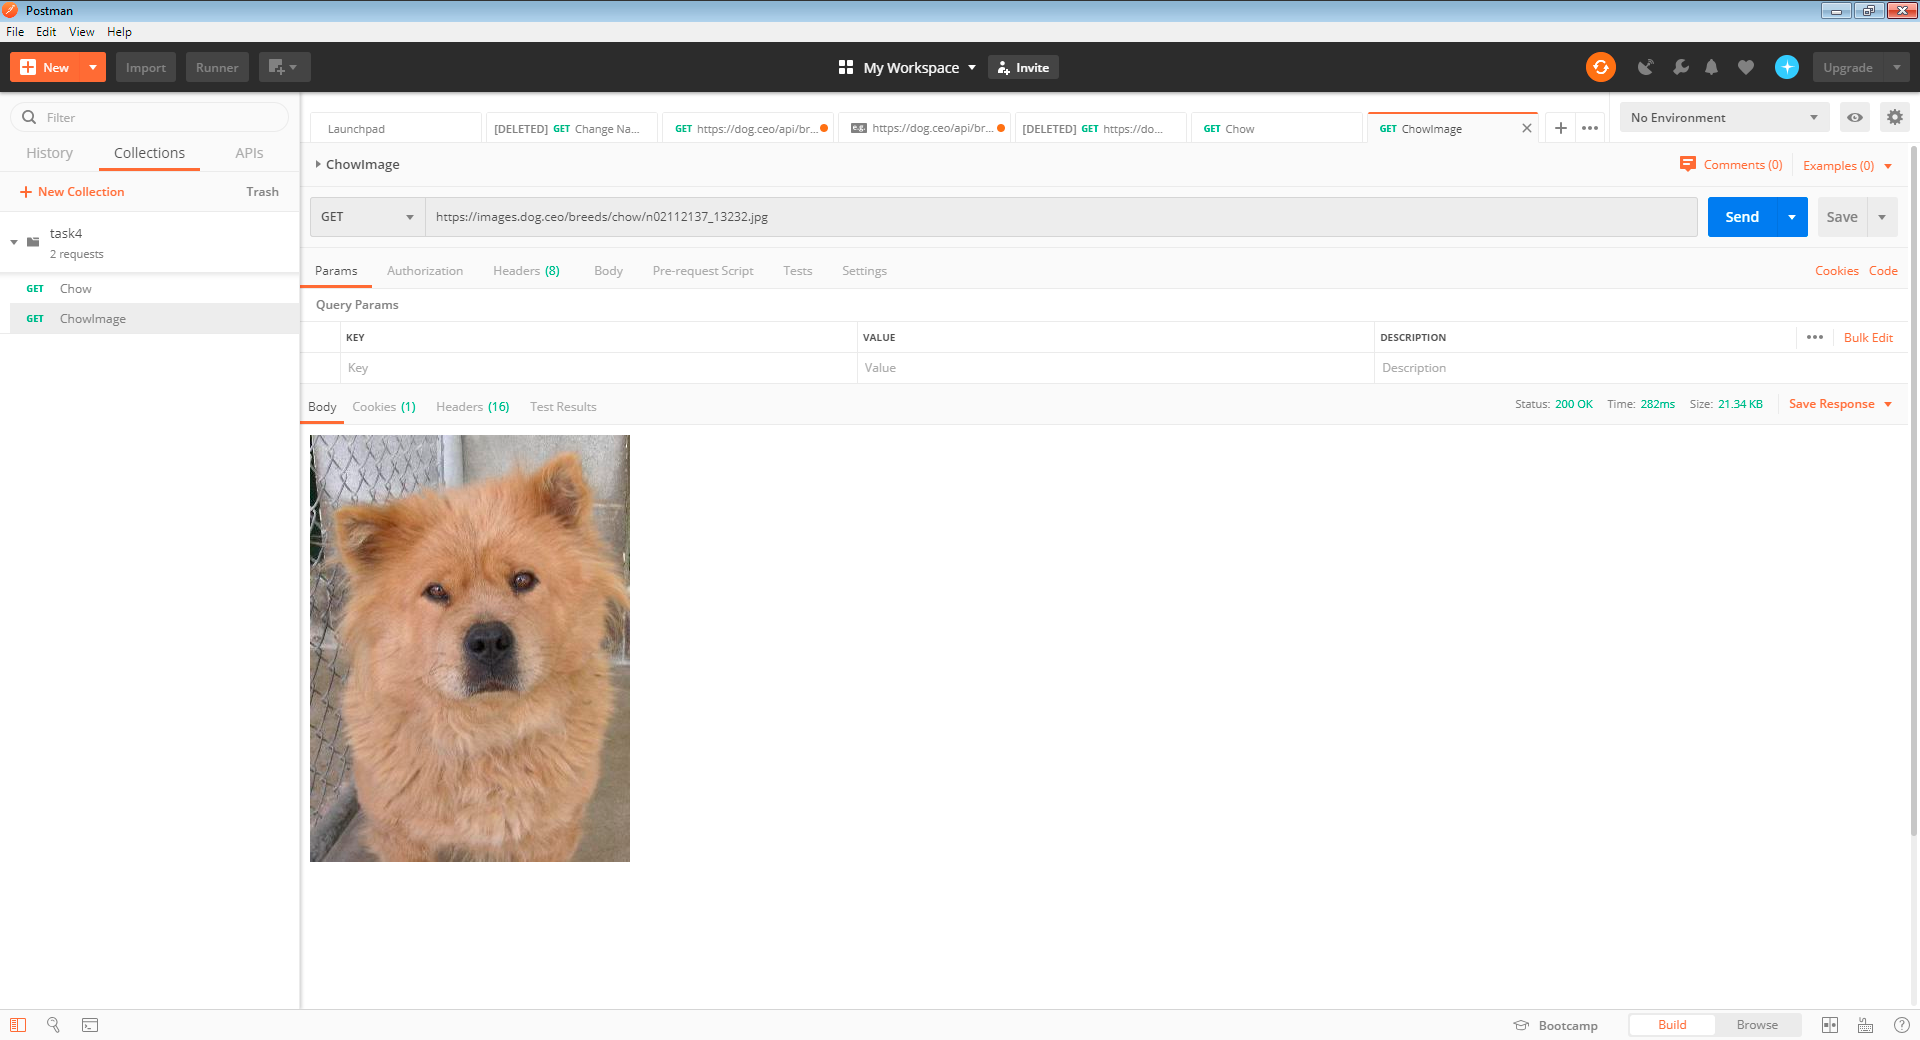 Postman
File Edit View Help
New Import Runner My Workspace Invite Upgrade
Filter
History Collections APIs
New Collection Trash
task4
2 requests
GET Chow
GET ChowImage
Launchpad [DELETED] GET Change Na... GET https://dog.ceo/api/br... e.g. https://dog.ceo/api/br... [DELETED] GET https://do... GET Chow GET ChowImage
No Environment
ChowImage Comments (0) Examples (0)
GET https://images.dog.ceo/breeds/chow/n02112137_13232.jpg Send Save
Params Authorization Headers (8) Body Pre-request Script Tests Settings Cookies Code
Query Params
KEY VALUE DESCRIPTION Bulk Edit
Key Value Description
Body Cookies (1) Headers (16) Test Results Status: 200 OK Time: 282ms Size: 21.34 KB Save Response
Bootcamp Build Browse